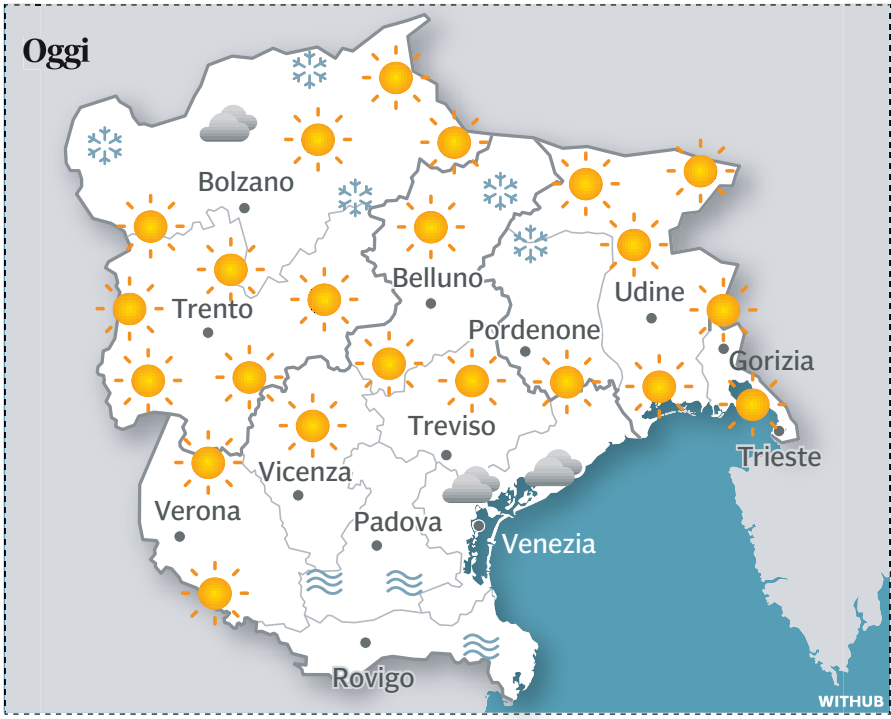 Oggi
Bolzano
Belluno
Udine
Trento
Pordenone
Gorizia
Treviso
Trieste
Vicenza
Verona
Padova
Venezia
Rovigo
WITHUB